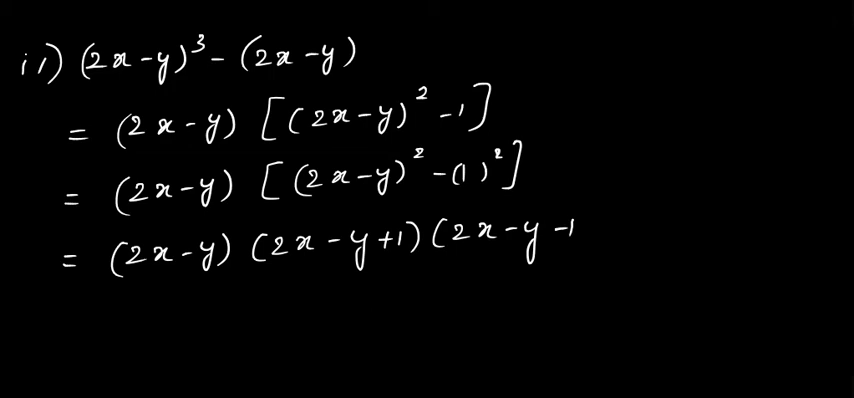 ii) (2x-y)³ - (2x-y)
= (2x-y) [(2x-y)² -1]
= (2x-y) [(2x-y)² -(1)²]
= (2x-y) (2x-y+1) (2x-y-1